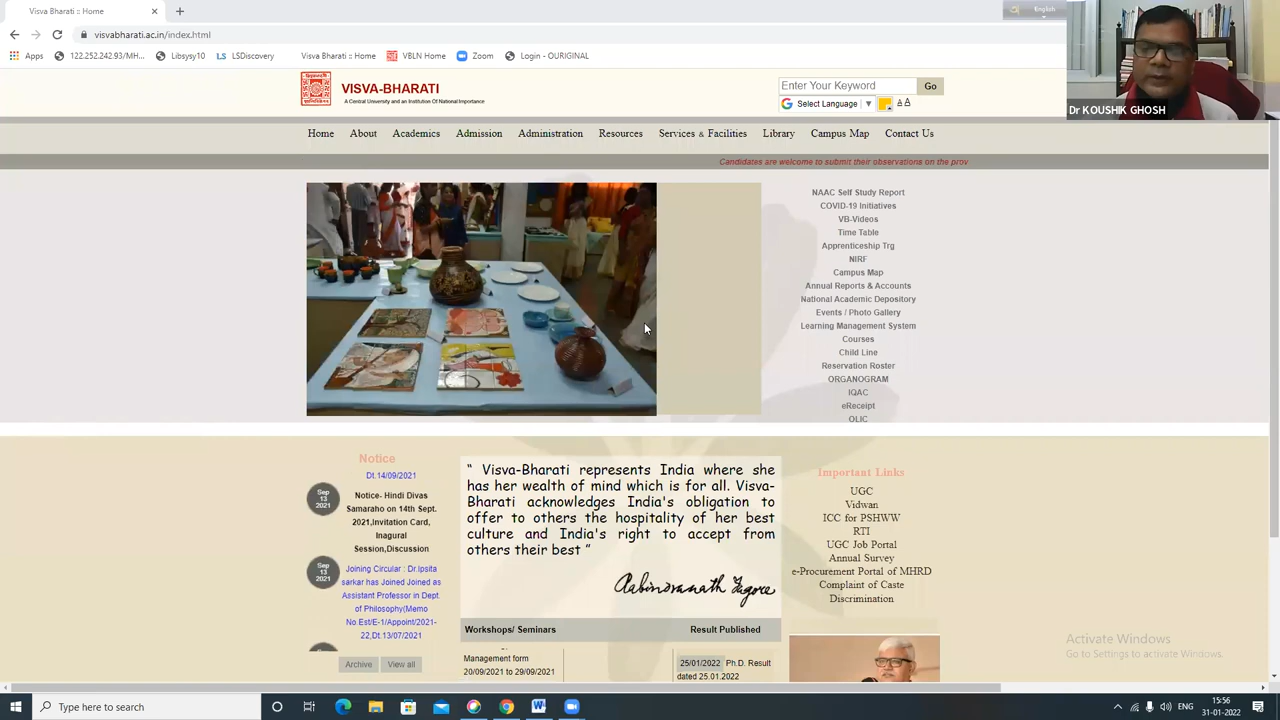 Visva Bharati :: Home
English
visvabharati.ac.in/index.html
Apps
122.252.242.93/MH...
Libsysy10
LSDiscovery
Visva Bharati :: Home
VBLN Home
Zoom
Login - OURIGINAL
Dr KOUSHIK GHOSH
VISVA-BHARATI
A Central University and an Institution Of National Importance
Enter Your Keyword
Go
Select Language
A A
Home
About
Academics
Admission
Administration
Resources
Services & Facilities
Library
Campus Map
Contact Us
Candidates are welcome to submit their observations on the prov
NAAC Self Study Report
COVID-19 Initiatives
VB-Videos
Time Table
Apprenticeship Trg
NIRF
Campus Map
Annual Reports & Accounts
National Academic Depository
Events / Photo Gallery
Learning Management System
Courses
Child Line
Reservation Roster
ORGANOGRAM
IQAC
eReceipt
OLIC
Notice
Dt.14/09/2021
Sep
13
2021
Notice- Hindi Divas
Samaraho on 14th Sept.
2021,Invitation Card,
Inagural
Session,Discussion
Sep
13
2021
Joining Circular : Dr.Ipsita
sarkar has Joined Joined as
Assistant Professor in Dept.
of Philosophy(Memo
No.Est/E-1/Appoint/2021-
22,Dt.13/07/2021
Archive
View all
“ Visva-Bharati represents India where she
has her wealth of mind which is for all. Visva-
Bharati acknowledges India's obligation to
offer to others the hospitality of her best
culture and India's right to accept from
others their best “
Rabindranath Tagore
Workshops/ Seminars
Result Published
Management form
20/09/2021 to 29/09/2021
25/01/2022 Ph.D. Result
dated 25.01.2022
Important Links
UGC
Vidwan
ICC for PSHWW
RTI
UGC Job Portal
Annual Survey
e-Procurement Portal of MHRD
Complaint of Caste
Discrimination
Activate Windows
Go to Settings to activate Windows.
Type here to search
ENG
15:56
31-01-2022